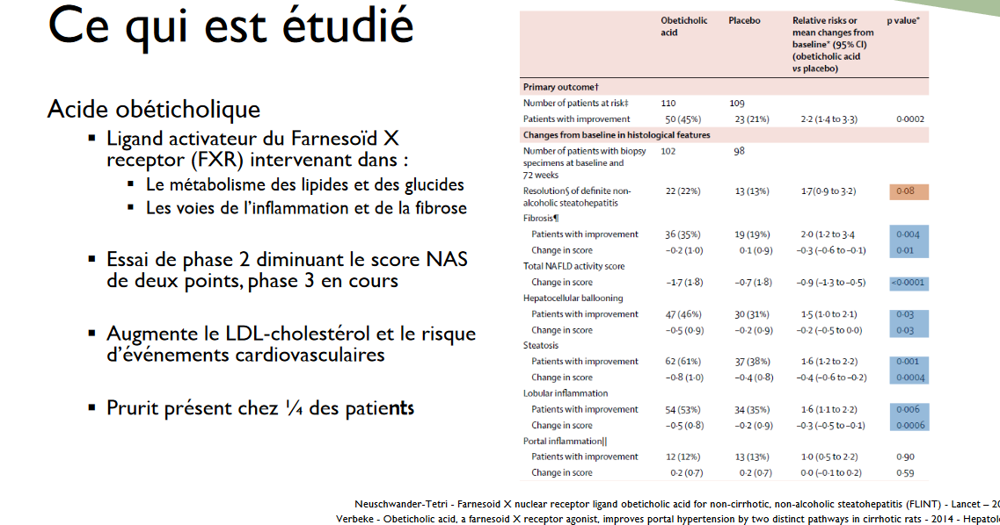 Ce qui est étudié
Acide obéticholique
▪ Ligand activateur du Farnesoïd X
receptor (FXR) intervenant dans :
▪ Le métabolisme des lipides et des glucides
▪ Les voies de l'inflammation et de la fibrose
▪ Essai de phase 2 diminuant le score NAS
de deux points, phase 3 en cours
▪ Augmente le LDL-cholestérol et le risque
d'événements cardiovasculaires
▪ Prurit présent chez ¼ des patients
Obeticholic acid Placebo Relative risks or mean changes from baseline* (95% CI) (obeticholic acid vs placebo) p value*
Primary outcome†
Number of patients at risk‡ 110 109
Patients with improvement 50 (45%) 23 (21%) 2·2 (1·4 to 3·3) 0·0002
Changes from baseline in histological features
Number of patients with biopsy 102 98
specimens at baseline and
72 weeks
Resolution§ of definite non- 22 (22%) 13 (13%) 1·7(0·9 to 3·2) 0·08
alcoholic steatohepatitis
Fibrosis¶
Patients with improvement 36 (35%) 19 (19%) 2·0 (1·2 to 3·4 0·004
Change in score −0·2 (1·0) 0·1 (0·9) −0·3 (−0·6 to −0·1) 0·01
Total NAFLD activity score
Change in score −1·7 (1·8) −0·7 (1·8) −0·9 (−1·3 to −0·5) <0·0001
Hepatocellular ballooning
Patients with improvement 47 (46%) 30 (31%) 1·5 (1·0 to 2·1) 0·03
Change in score −0·5 (0·9) −0·2 (0·9) −0·2 (−0·5 to 0·0) 0·03
Steatosis
Patients with improvement 62 (61%) 37 (38%) 1·6 (1·2 to 2·2) 0·001
Change in score −0·8 (1·0) −0·4 (0·8) −0·4 (−0·6 to −0·2) 0·0004
Lobular inflammation
Patients with improvement 54 (53%) 34 (35%) 1·6 (1·1 to 2·2) 0·006
Change in score −0·5 (0·8) −0·2 (0·9) −0·3 (−0·5 to −0·1) 0·0006
Portal inflammation||
Patients with improvement 12 (12%) 13 (13%) 1·0 (0·5 to 2·2) 0·90
Change in score 0·2 (0·7) 0·2 (0·7) 0·0 (−0·1 to 0·2) 0·59
Neuschwander-Tetri - Farnesoid X nuclear receptor ligand obeticholic acid for non-cirrhotic, non-alcoholic steatohepatitis (FLINT) - Lancet – 20
Verbeke - Obeticholic acid, a farnesoid X receptor agonist, improves portal hypertension by two distinct pathways in cirrhotic rats - 2014 - Hepatol